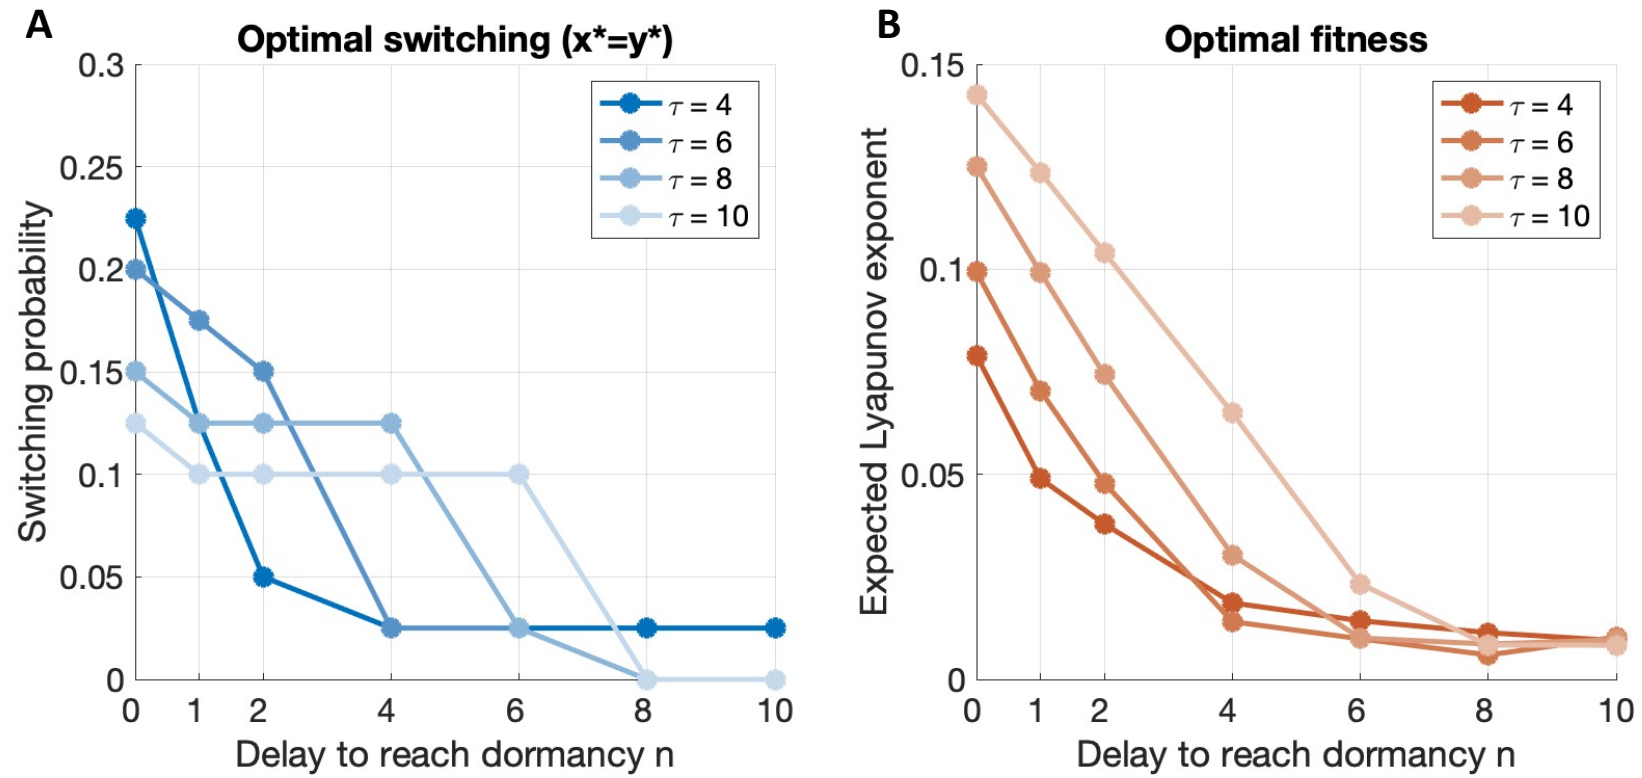 A
Optimal switching (x*=y*)
Switching probability
0.3
0.25
0.2
0.15
0.1
0.05
0
τ = 4
τ = 6
τ = 8
τ = 10
0 1 2 4 6 8 10
Delay to reach dormancy n
B
Optimal fitness
Expected Lyapunov exponent
0.15
0.1
0.05
0
τ = 4
τ = 6
τ = 8
τ = 10
0 1 2 4 6 8 10
Delay to reach dormancy n